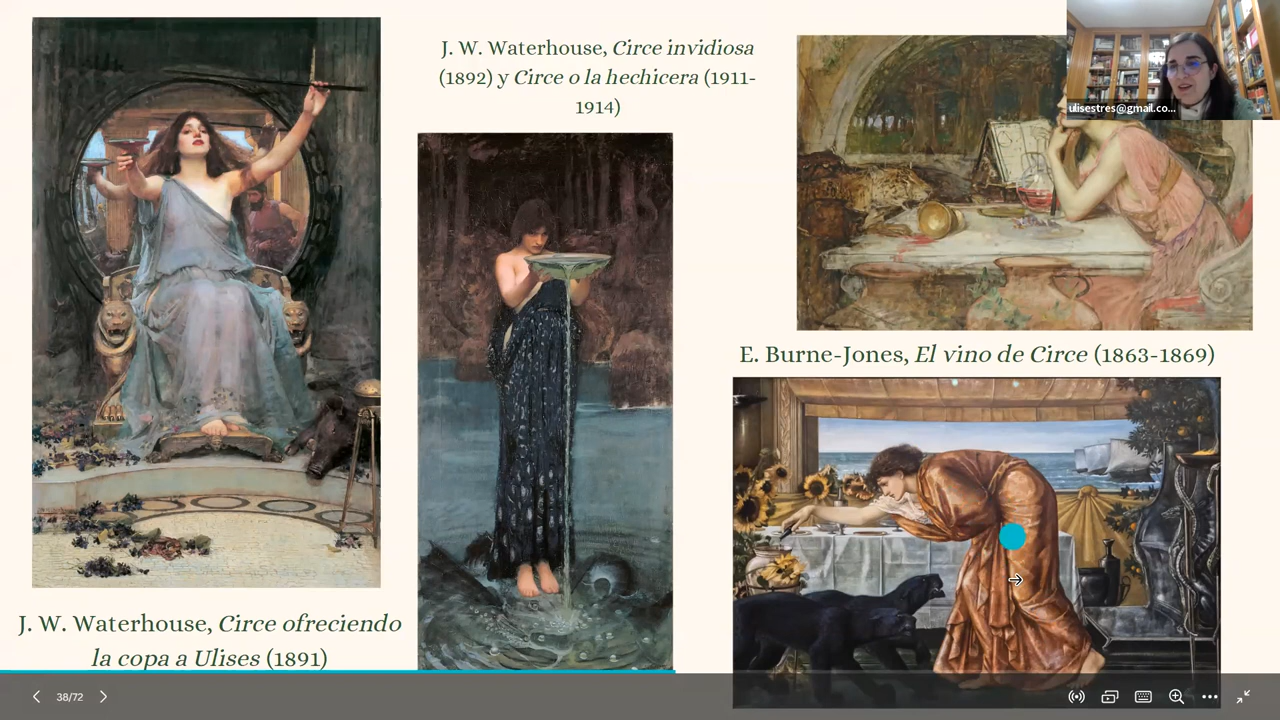 J. W. Waterhouse, Circe invidiosa
(1892) y Circe o la hechicera (1911-
1914)
ulisestres@gmail.co...
E. Burne-Jones, El vino de Circe (1863-1869)
J. W. Waterhouse, Circe ofreciendo
la copa a Ulises (1891)
38/72